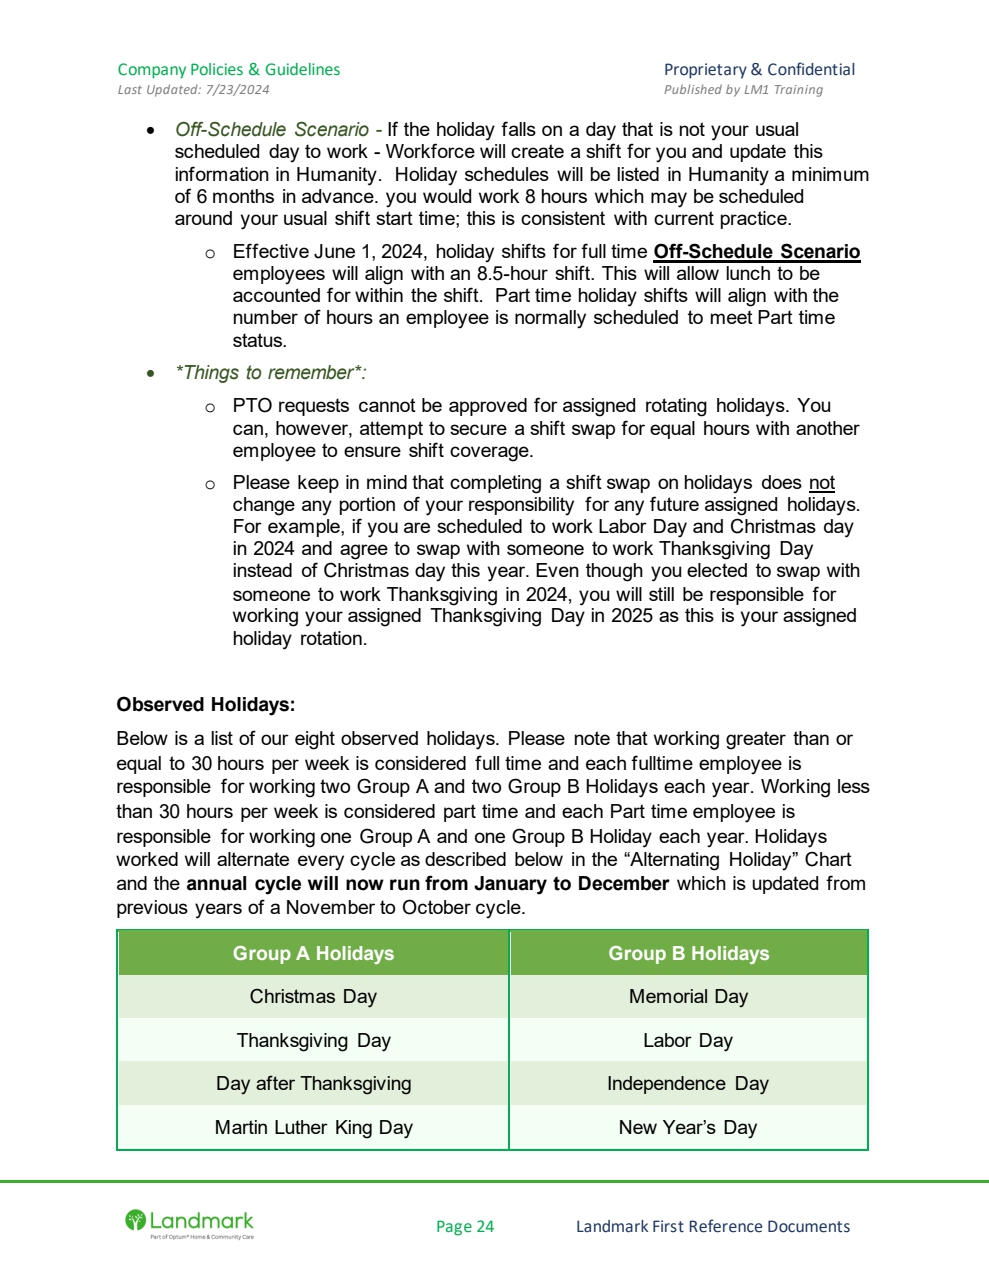 Company Policies & Guidelines
Proprietary & Confidential
Last Updated: 7/23/2024
Published by LM1 Training
• Off-Schedule Scenario - If the holiday falls on a day that is not your usual
scheduled day to work - Workforce will create a shift for you and update this
information in Humanity. Holiday schedules will be listed in Humanity a minimum
of 6 months in advance. you would work 8 hours which may be scheduled
around your usual shift start time; this is consistent with current practice.
o Effective June 1, 2024, holiday shifts for full time Off-Schedule Scenario
employees will align with an 8.5-hour shift. This will allow lunch to be
accounted for within the shift. Part time holiday shifts will align with the
number of hours an employee is normally scheduled to meet Part time
status.
• *Things to remember*:
o PTO requests cannot be approved for assigned rotating holidays. You
can, however, attempt to secure a shift swap for equal hours with another
employee to ensure shift coverage.
o Please keep in mind that completing a shift swap on holidays does not
change any portion of your responsibility for any future assigned holidays.
For example, if you are scheduled to work Labor Day and Christmas day
in 2024 and agree to swap with someone to work Thanksgiving Day
instead of Christmas day this year. Even though you elected to swap with
someone to work Thanksgiving in 2024, you will still be responsible for
working your assigned Thanksgiving Day in 2025 as this is your assigned
holiday rotation.
Observed Holidays:
Below is a list of our eight observed holidays. Please note that working greater than or
equal to 30 hours per week is considered full time and each fulltime employee is
responsible for working two Group A and two Group B Holidays each year. Working less
than 30 hours per week is considered part time and each Part time employee is
responsible for working one Group A and one Group B Holiday each year. Holidays
worked will alternate every cycle as described below in the “Alternating Holiday” Chart
and the annual cycle will now run from January to December which is updated from
previous years of a November to October cycle.
Group A Holidays
Group B Holidays
Christmas Day
Memorial Day
Thanksgiving Day
Labor Day
Day after Thanksgiving
Independence Day
Martin Luther King Day
New Year’s Day
Landmark
Part of Optum® Home & Community Care
Page 24
Landmark First Reference Documents